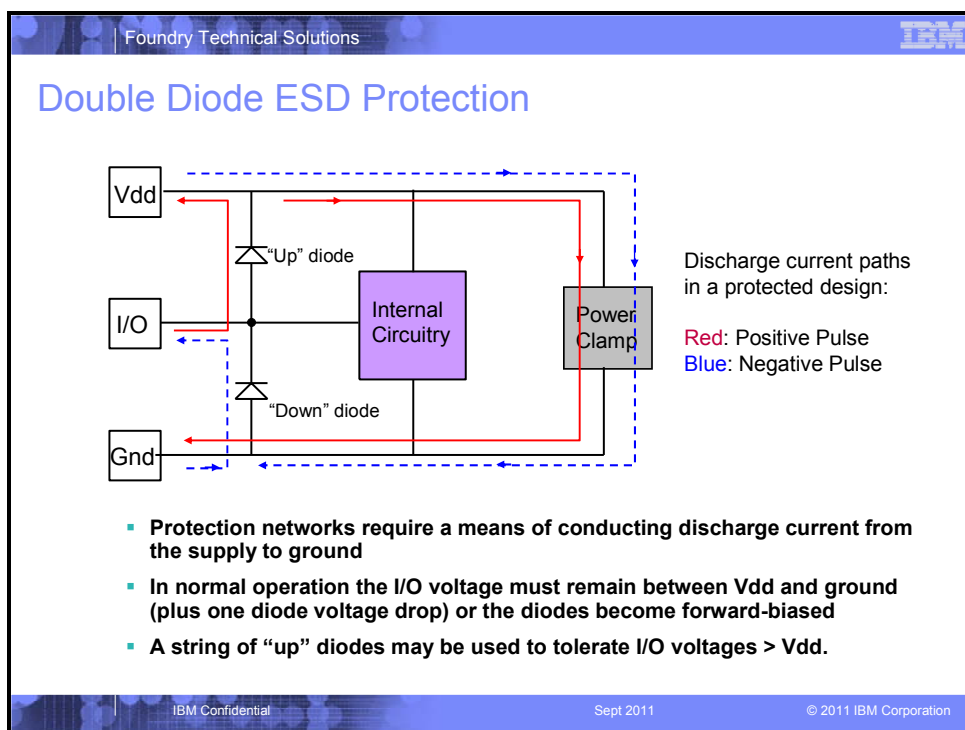 Foundry Technical Solutions
IBM
Double Diode ESD Protection
Vdd
“Up” diode
I/O
Internal
Circuitry
Power
Clamp
“Down” diode
Gnd
Discharge current paths
in a protected design:
Red: Positive Pulse
Blue: Negative Pulse
Protection networks require a means of conducting discharge current from
the supply to ground
In normal operation the I/O voltage must remain between Vdd and ground
(plus one diode voltage drop) or the diodes become forward-biased
A string of “up” diodes may be used to tolerate I/O voltages > Vdd.
IBM Confidential
Sept 2011
© 2011 IBM Corporation